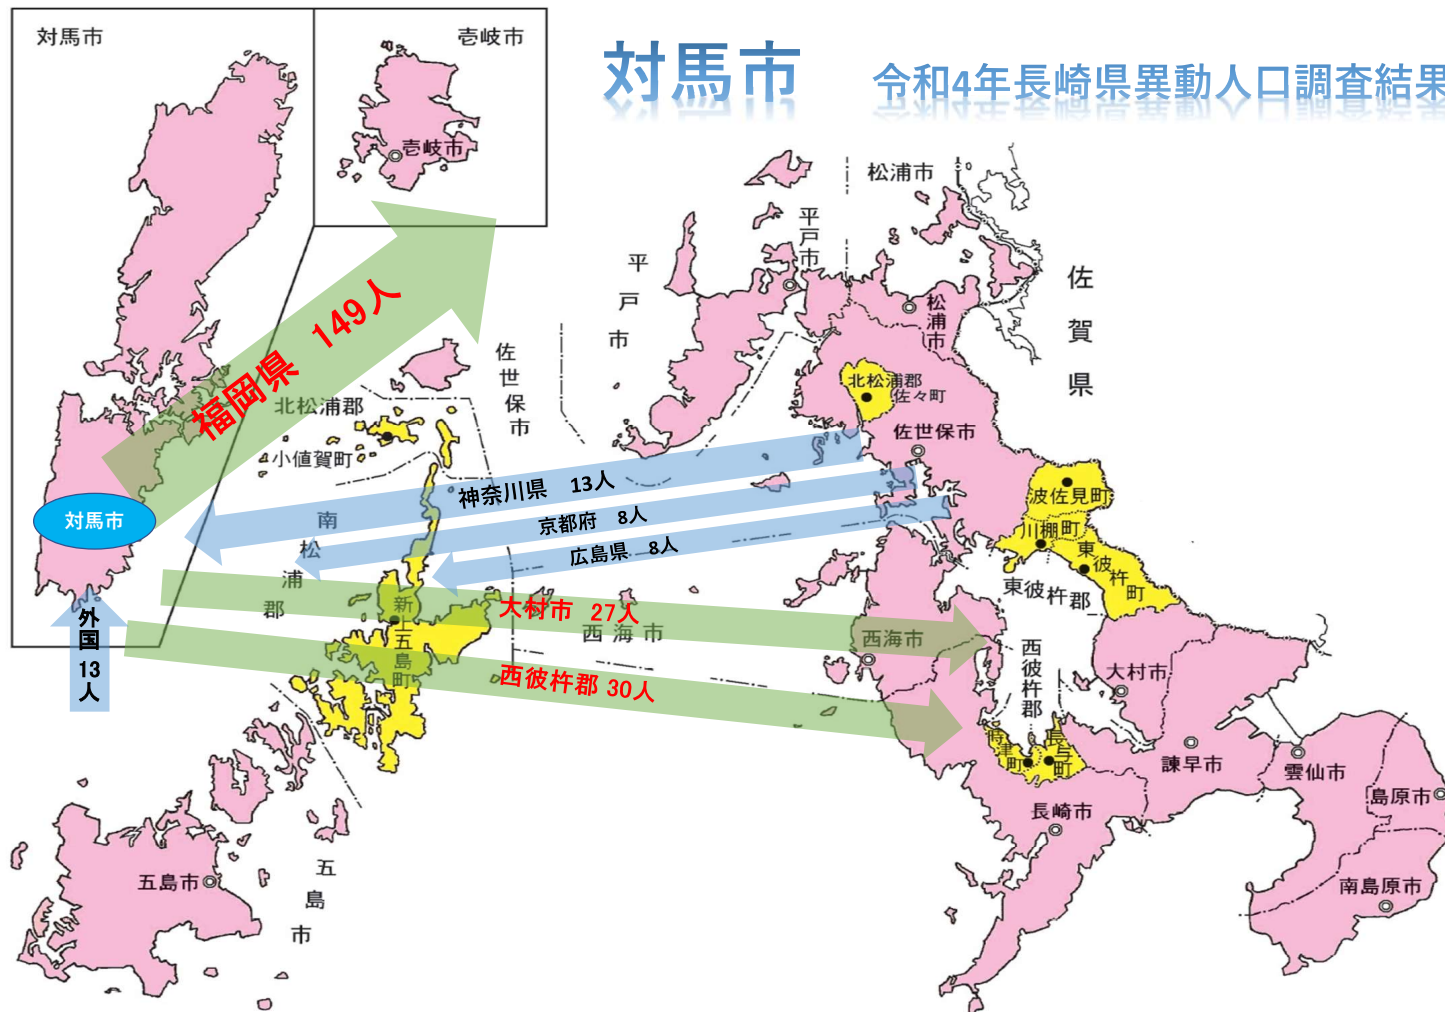 対馬市
壱岐市
対馬市 令和4年長崎県異動人口調査結果
壱岐市
松浦市
平戸市
平戸市
佐賀県
松浦市
福岡県 149人
佐世保市
北松浦郡
佐々町
北松浦郡
小値賀町
佐世保市
神奈川県 13人
波佐見町
京都府 8人
対馬市
南松浦郡
川棚町
広島県 8人
東彼杵町
東彼杵郡
外国 13人
新上五島町
大村市 27人
西海市
西海市
西彼杵郡
大村市
西彼杵郡 30人
時津町
長与町
諫早市
雲仙市
島原市
長崎市
五島市
五島市
南島原市